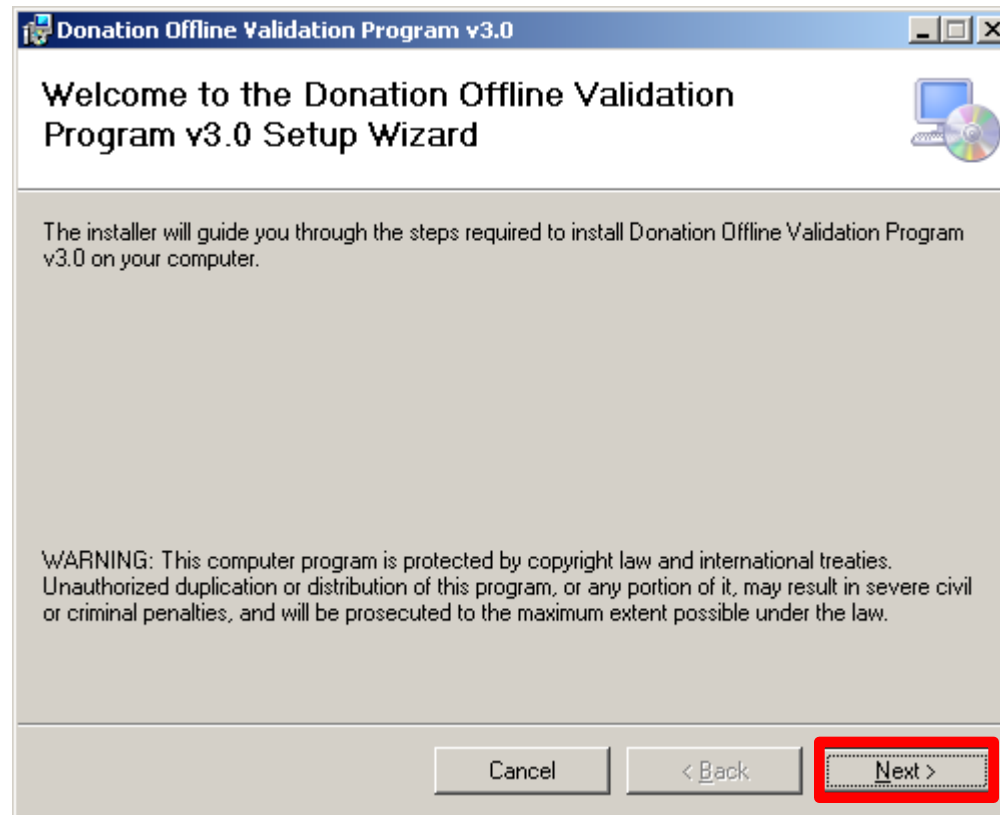 Donation Offline Validation Program v3.0
Welcome to the Donation Offline Validation
Program v3.0 Setup Wizard
The installer will guide you through the steps required to install Donation Offline Validation Program
v3.0 on your computer.
WARNING: This computer program is protected by copyright law and international treaties.
Unauthorized duplication or distribution of this program, or any portion of it, may result in severe civil
or criminal penalties, and will be prosecuted to the maximum extent possible under the law.
Cancel < Back Next >